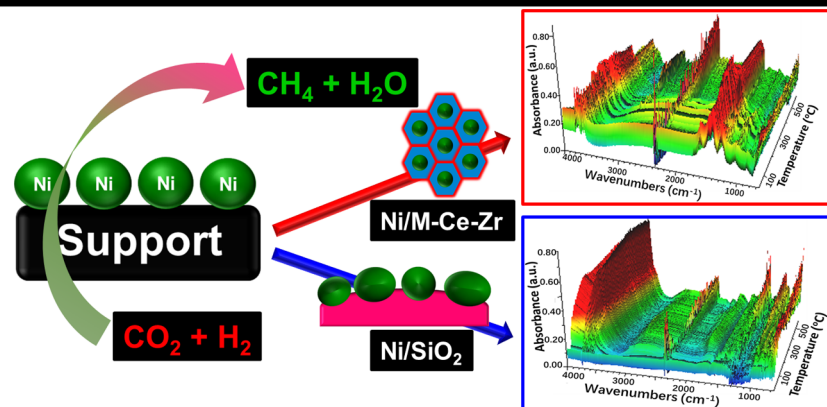 CH₄ + H₂O
Ni Ni Ni Ni
Support
CO₂ + H₂
Ni/M-Ce-Zr
Ni/SiO₂
Absorbance (a.u.)
0.80
0.60
0.40
0.20
0.00
4000 3000 2000 1000
Wavenumbers (cm⁻¹)
100 300 500
Temperature (°C)
Absorbance (a.u.)
0.80
0.60
0.40
0.20
0.00
4000 3000 2000 1000
Wavenumbers (cm⁻¹)
100 300 500
Temperature (°C)